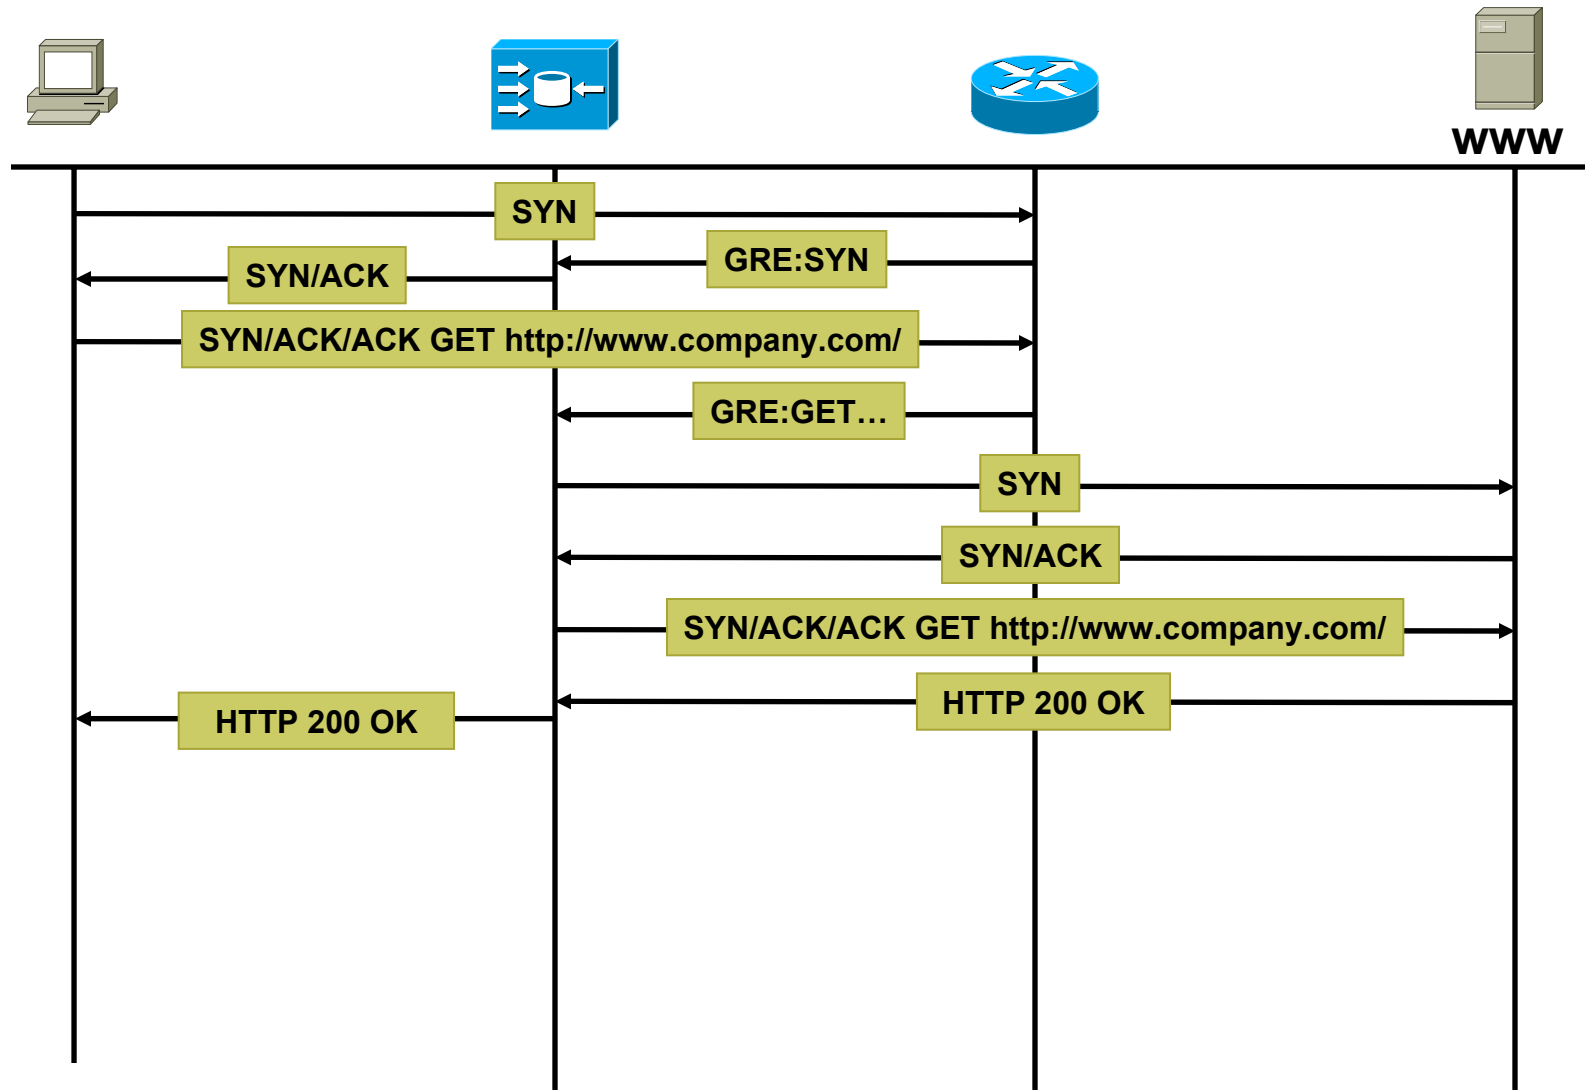 WWW
SYN
GRE:SYN
SYN/ACK
SYN/ACK/ACK GET http://www.company.com/
GRE:GET…
SYN
SYN/ACK
SYN/ACK/ACK GET http://www.company.com/
HTTP 200 OK
HTTP 200 OK